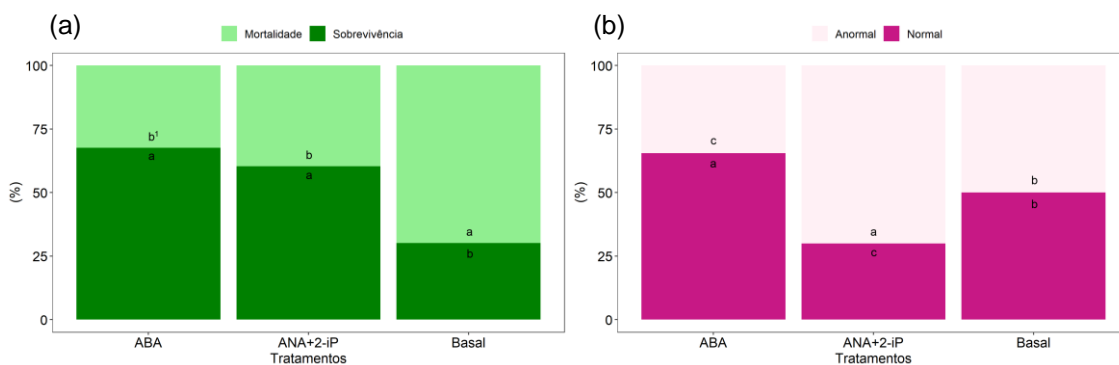 (a)
Mortalidade Sobrevivência
100
75
50
25
0
(%)
b¹
a
b
a
a
b
ABA ANA+2-iP Basal
Tratamentos
(b)
Anormal Normal
100
75
50
25
0
(%)
c
a
a
c
b
b
ABA ANA+2-iP Basal
Tratamentos